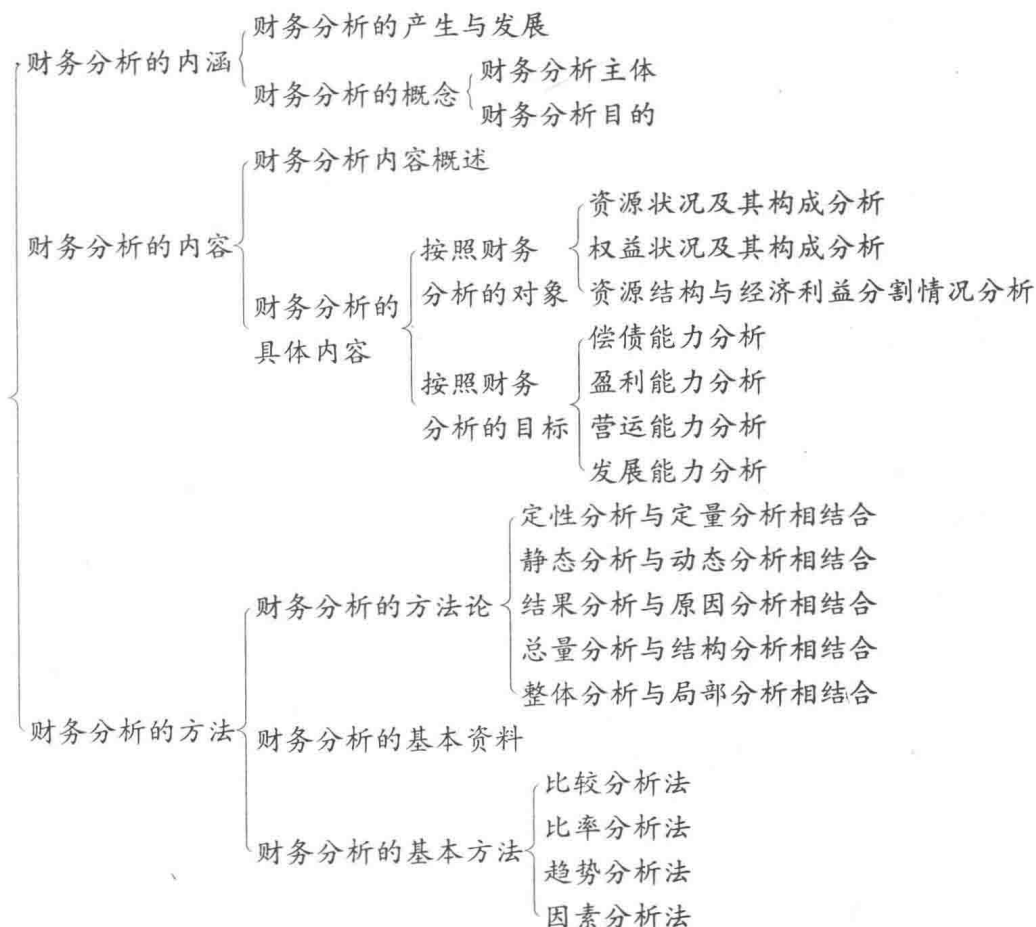 财务分析的产生与发展
财务分析的内涵
财务分析的概念
财务分析主体
财务分析目的
财务分析内容概述
财务分析的内容
财务分析的
具体内容
按照财务
分析的对象
资源状况及其构成分析
权益状况及其构成分析
资源结构与经济利益分割情况分析
按照财务
分析的目标
偿债能力分析
盈利能力分析
营运能力分析
发展能力分析
财务分析的方法
财务分析的方法论
定性分析与定量分析相结合
静态分析与动态分析相结合
结果分析与原因分析相结合
总量分析与结构分析相结合
整体分析与局部分析相结合
财务分析的基本资料
财务分析的基本方法
比较分析法
比率分析法
趋势分析法
因素分析法